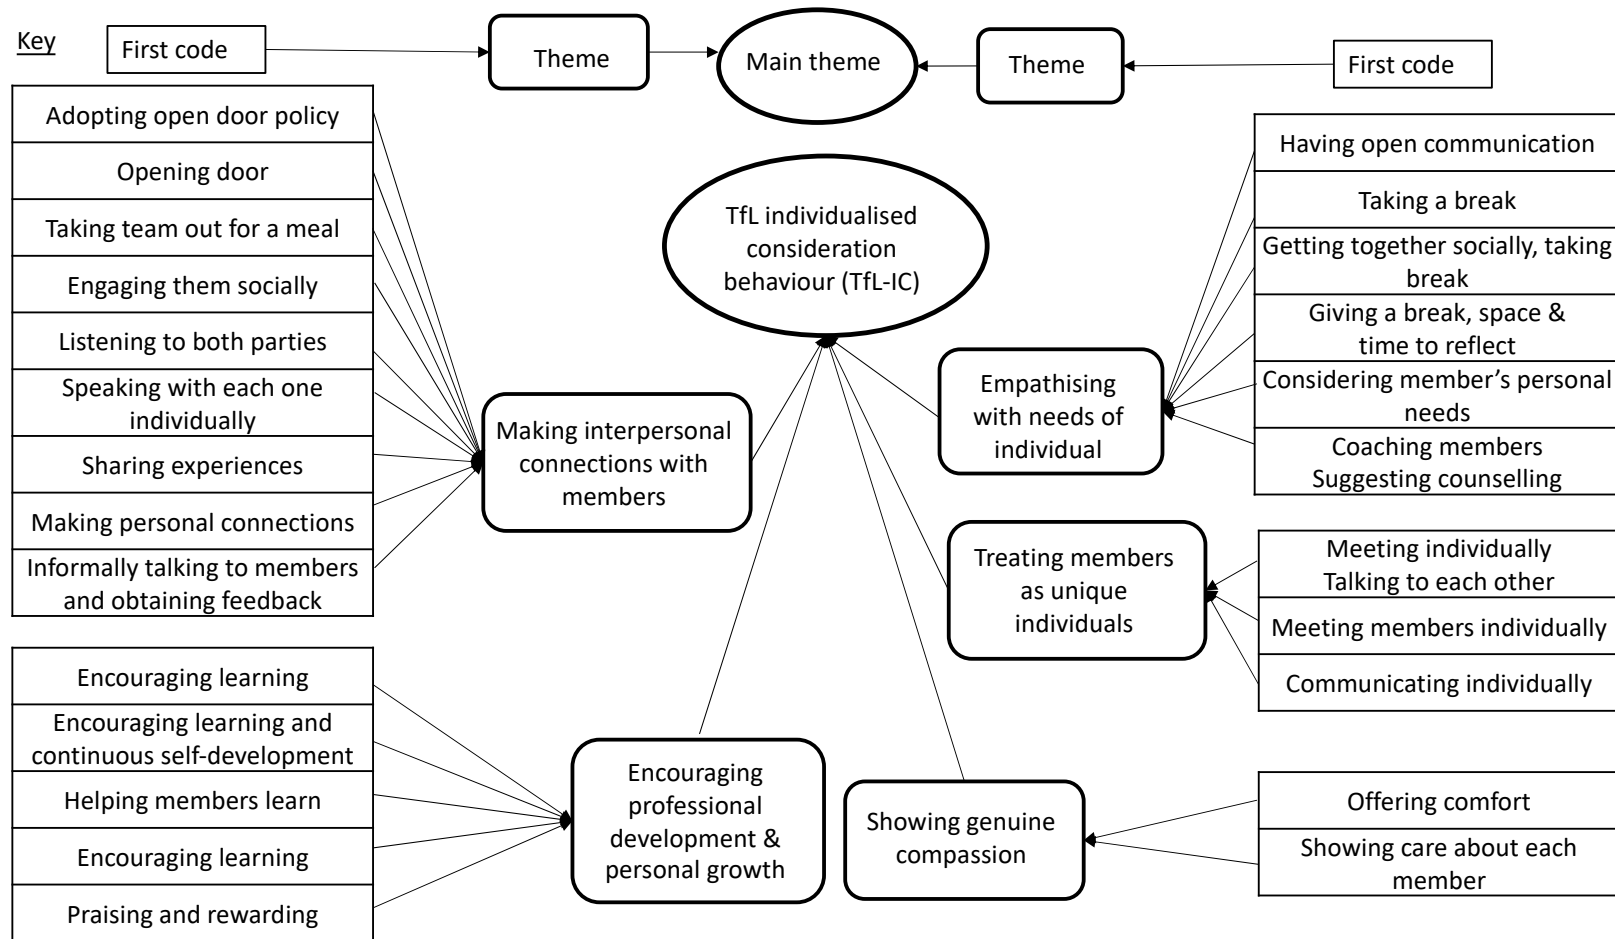 Key
First code
Theme
Main theme
Theme
First code
Adopting open door policy
Opening door
Taking team out for a meal
Engaging them socially
Listening to both parties
Speaking with each one
individually
Sharing experiences
Making personal connections
Informally talking to members
and obtaining feedback
Making interpersonal
connections with
members
Encouraging learning
Encouraging learning and
continuous self-development
Helping members learn
Encouraging learning
Praising and rewarding
Encouraging
professional
development &
personal growth
TfL individualised
consideration
behaviour (TfL-IC)
Empathising
with needs of
individual
Treating members
as unique
individuals
Showing genuine
compassion
Having open communication
Taking a break
Getting together socially, taking
break
Giving a break, space &
time to reflect
Considering member’s personal
needs
Coaching members
Suggesting counselling
Meeting individually
Talking to each other
Meeting members individually
Communicating individually
Offering comfort
Showing care about each
member